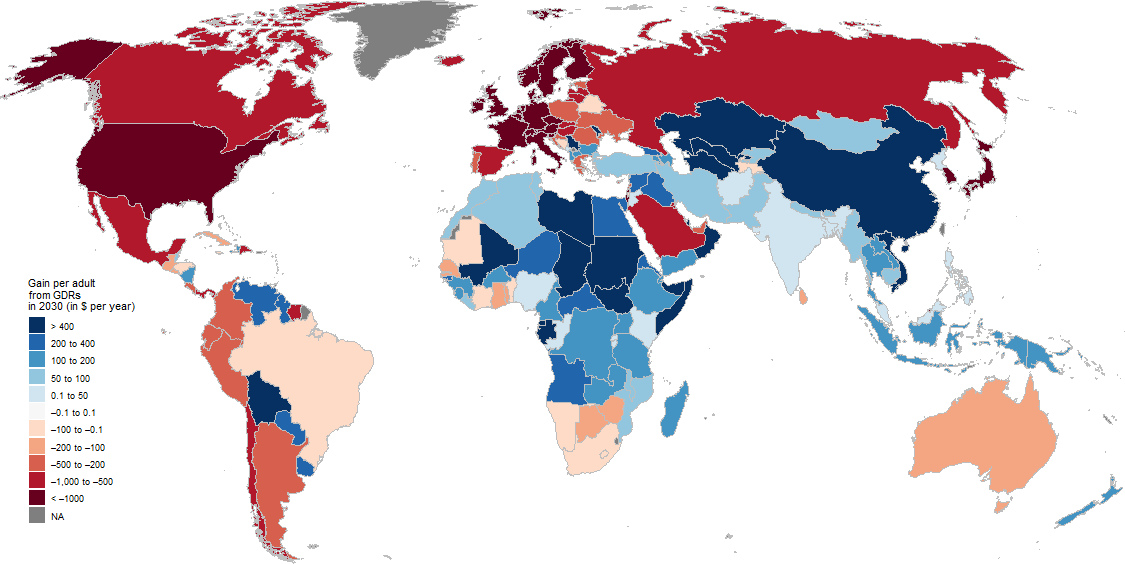 Gain per adult
from GDRs
in 2030 (in $ per year)
> 400
200 to 400
100 to 200
50 to 100
0.1 to 50
–0.1 to 0.1
–100 to –0.1
–200 to –100
–500 to –200
–1,000 to –500
< –1000
NA